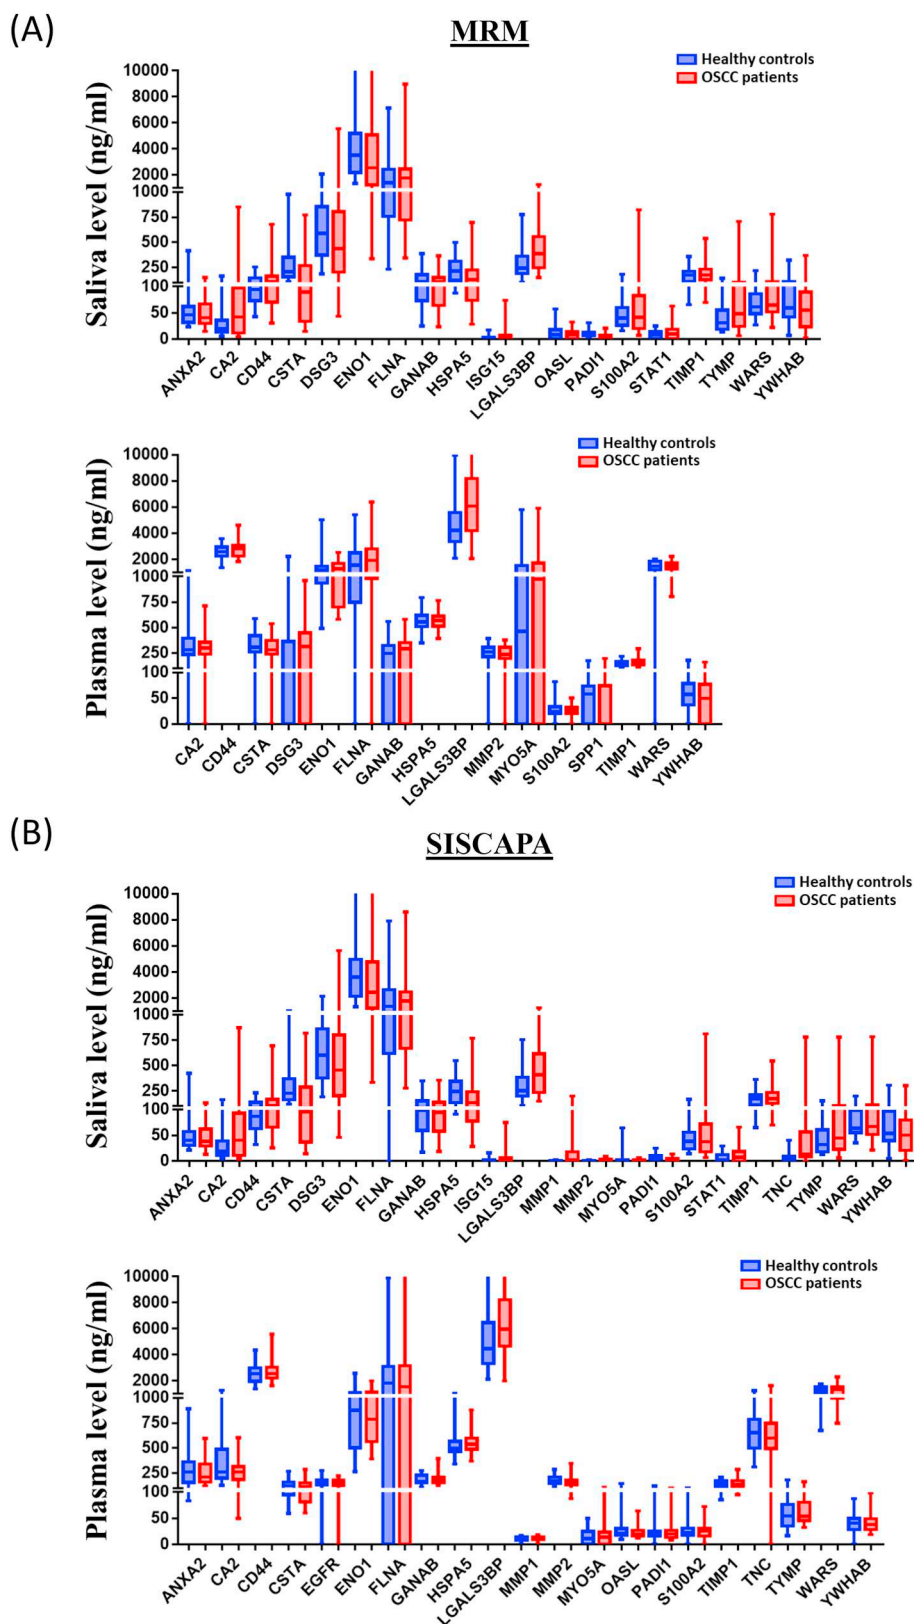 (A)
MRM
Healthy controls
OSCC patients
Saliva level (ng/ml)
10000
8000
6000
4000
2000
1000
750
500
250
100
50
0
ANXA2 CA2 CD44 CSTA DSG3 ENO1 FLNA GANAB HSPA5 ISG15 LGALS3BP OASL PADI1 S100A2 STAT1 TIMP1 TYMP WARS YWHAB
Healthy controls
OSCC patients
Plasma level (ng/ml)
10000
8000
6000
4000
2000
1000
750
500
250
100
50
0
CA2 CD44 CSTA DSG3 ENO1 FLNA GANAB HSPA5 LGALS3BP MMP2 MYO5A S100A2 SPP1 TIMP1 WARS YWHAB
(B)
SISCAPA
Healthy controls
OSCC patients
Saliva level (ng/ml)
10000
8000
6000
4000
2000
1000
750
500
250
100
50
0
ANXA2 CA2 CD44 CSTA DSG3 ENO1 FLNA GANAB HSPA5 ISG15 LGALS3BP MMP1 MMP2 MYO5A PADI1 S100A2 STAT1 TIMP1 TNC TYMP WARS YWHAB
Healthy controls
OSCC patients
Plasma level (ng/ml)
10000
8000
6000
4000
2000
1000
750
500
250
100
50
0
ANXA2 CA2 CD44 CSTA EGFR ENO1 FLNA GANAB HSPA5 LGALS3BP MMP1 MMP2 MYO5A OASL PADI1 S100A2 TIMP1 TNC TYMP WARS YWHAB